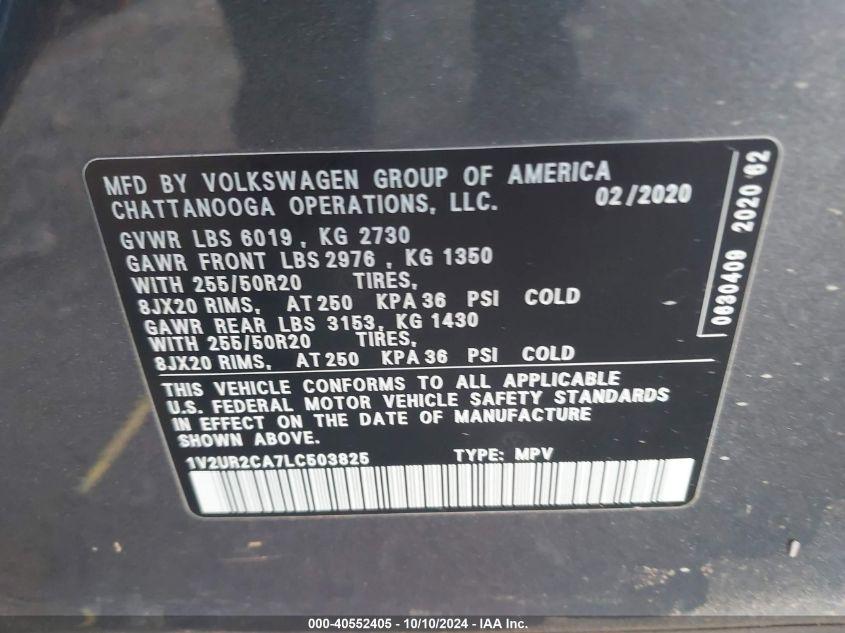 MFD BY VOLKSWAGEN GROUP OF AMERICA
CHATTANOOGA OPERATIONS, LLC. 02/2020
GVWR LBS 6019, KG 2730
GAWR FRONT LBS 2976, KG 1350
WITH 255/50R20 TIRES,
8JX20 RIMS, AT 250 KPA 36 PSI COLD
GAWR REAR LBS 3153, KG 1430
WITH 255/50R20 TIRES,
8JX20 RIMS, AT 250 KPA 36 PSI COLD
THIS VEHICLE CONFORMS TO ALL APPLICABLE
U.S. FEDERAL MOTOR VEHICLE SAFETY STANDARDS
IN EFFECT ON THE DATE OF MANUFACTURE
SHOWN ABOVE.
1V2UR2CA7LC503825 TYPE: MPV
0630409 2020 62
000-40552405 - 10/10/2024 - IAA Inc.